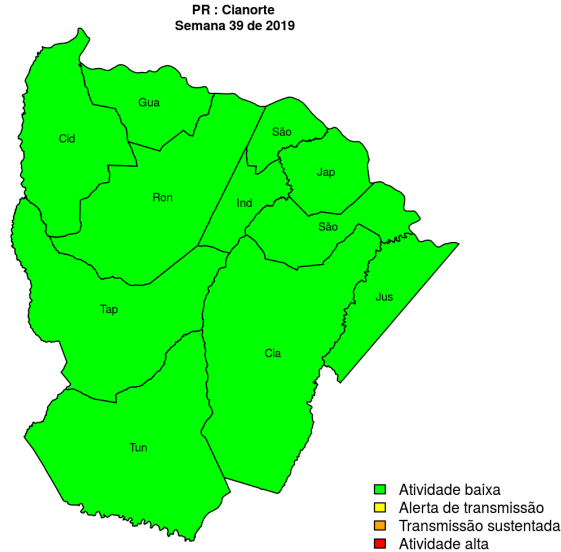 PR : Cianorte
Semana 39 de 2019
Gua
São
Cid
Jap
Ron
Ind
São
Jus
Tap
Cia
Tun
Atividade baixa
Alerta de transmissão
Transmissão sustentada
Atividade alta